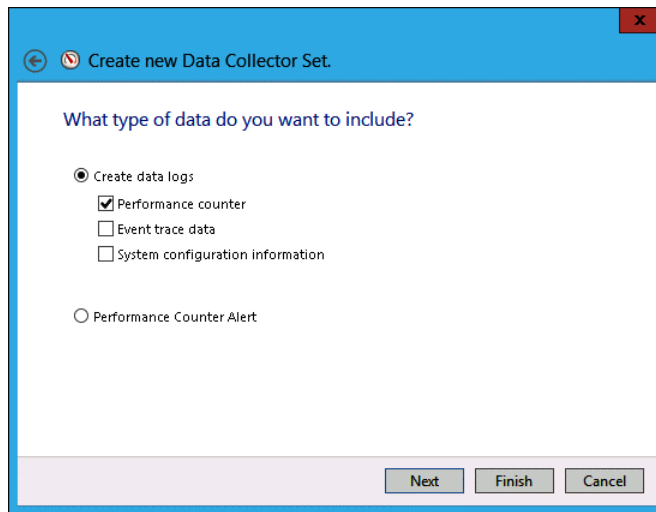 x
Create new Data Collector Set.
What type of data do you want to include?
Create data logs
Performance counter
Event trace data
System configuration information
Performance Counter Alert
Next Finish Cancel